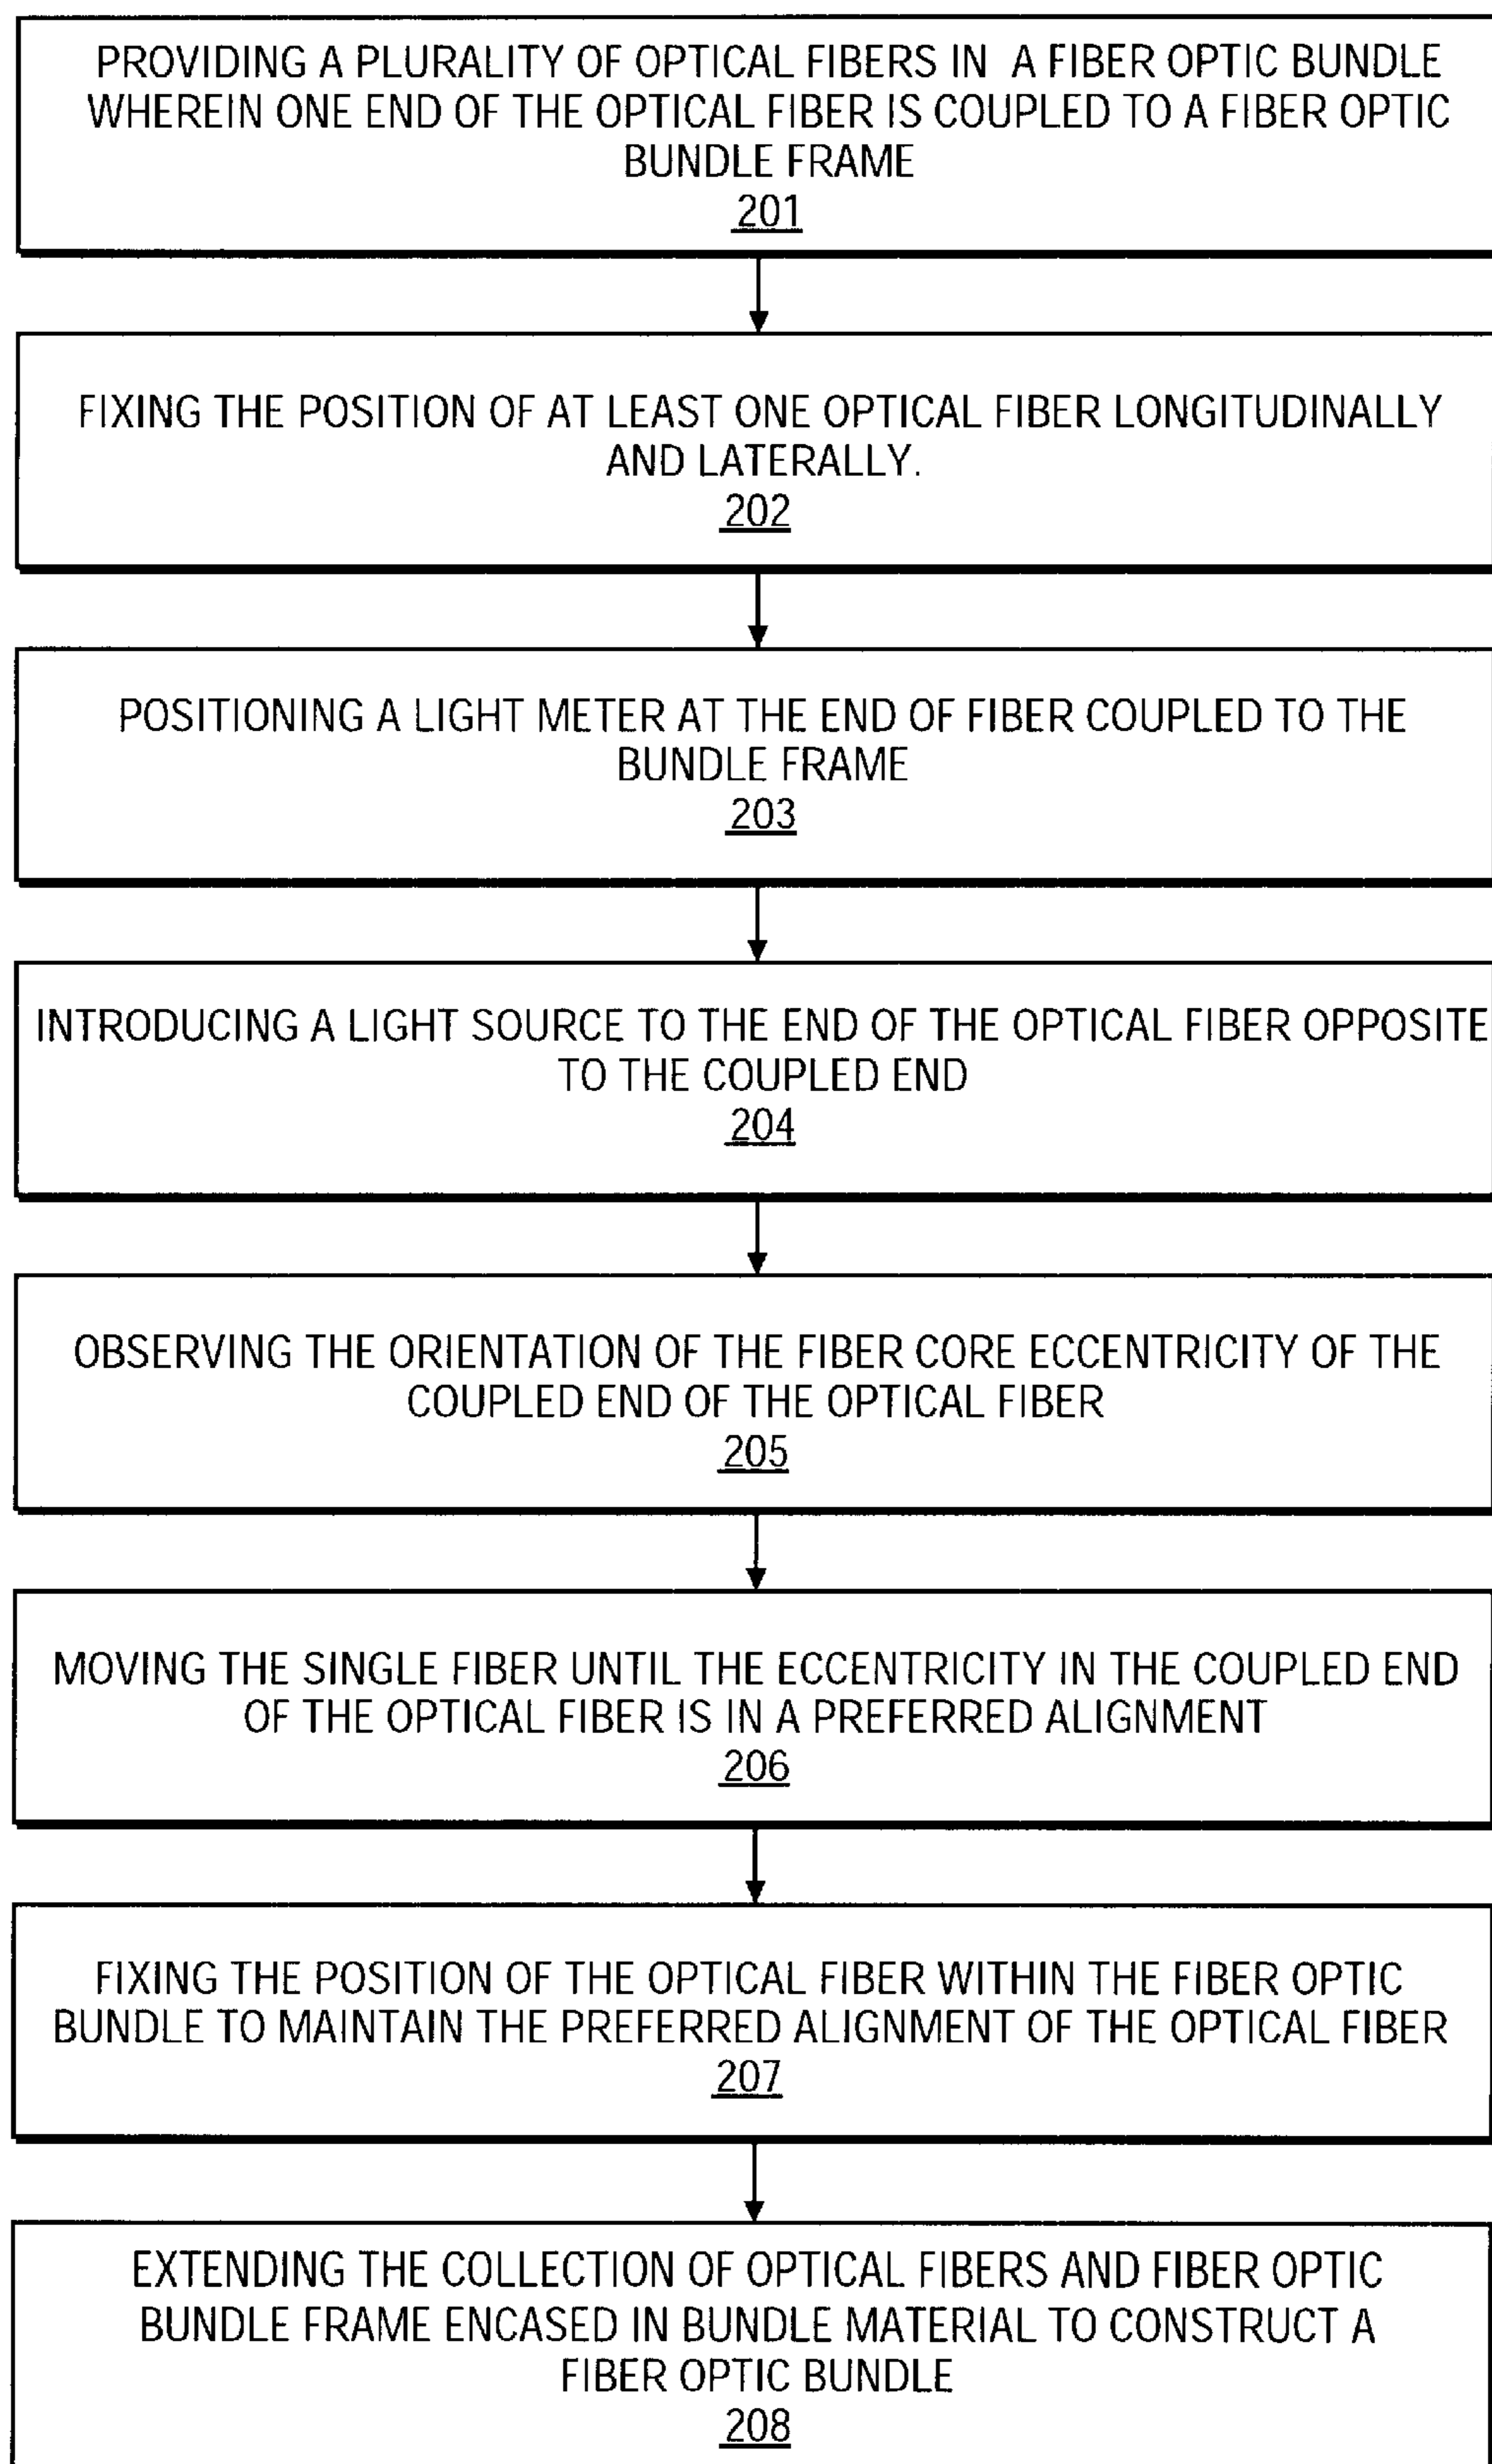 PROVIDING A PLURALITY OF OPTICAL FIBERS IN A FIBER OPTIC BUNDLE
WHEREIN ONE END OF THE OPTICAL FIBER IS COUPLED TO A FIBER OPTIC
BUNDLE FRAME
201
FIXING THE POSITION OF AT LEAST ONE OPTICAL FIBER LONGITUDINALLY
AND LATERALLY.
202
POSITIONING A LIGHT METER AT THE END OF FIBER COUPLED TO THE
BUNDLE FRAME
203
INTRODUCING A LIGHT SOURCE TO THE END OF THE OPTICAL FIBER OPPOSITE
TO THE COUPLED END
204
OBSERVING THE ORIENTATION OF THE FIBER CORE ECCENTRICITY OF THE
COUPLED END OF THE OPTICAL FIBER
205
MOVING THE SINGLE FIBER UNTIL THE ECCENTRICITY IN THE COUPLED END
OF THE OPTICAL FIBER IS IN A PREFERRED ALIGNMENT
206
FIXING THE POSITION OF THE OPTICAL FIBER WITHIN THE FIBER OPTIC
BUNDLE TO MAINTAIN THE PREFERRED ALIGNMENT OF THE OPTICAL FIBER
207
EXTENDING THE COLLECTION OF OPTICAL FIBERS AND FIBER OPTIC
BUNDLE FRAME ENCASED IN BUNDLE MATERIAL TO CONSTRUCT A
FIBER OPTIC BUNDLE
208